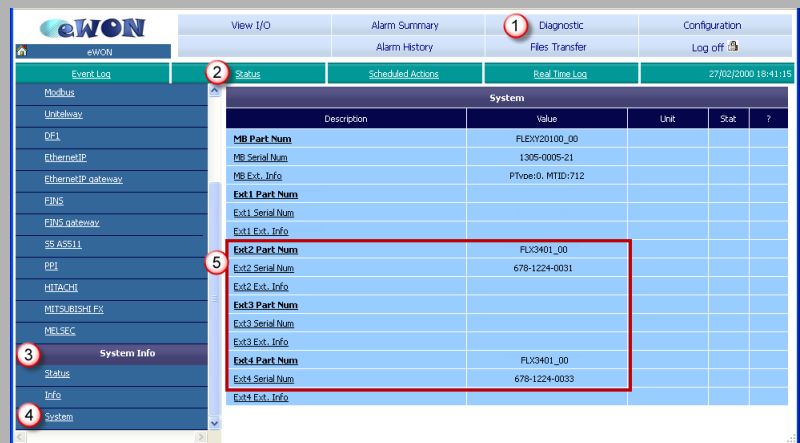 eWON
eWON
View I/O
Alarm Summary
1
Diagnostic
Configuration
Alarm History
Files Transfer
Log off
Event Log
2
Status
Scheduled Actions
Real Time Log
27/02/2000 18:41:15
Modbus
Unitelway
DF1
EthernetIP
EthernetIP gateway
FINS
FINS gateway
S5 AS511
PPI
HITACHI
MITSUBISHI FX
MELSEC
3
System Info
Status
Info
4
System
System
Description Value Unit Stat ?
MB Part Num FLEXY20100_00
MB Serial Num 1305-0005-21
MB Ext. Info PType:0. MTID:712
Ext1 Part Num
Ext1 Serial Num
Ext1 Ext. Info
Ext2 Part Num FLX3401_00
5
Ext2 Serial Num 678-1224-0031
Ext2 Ext. Info
Ext3 Part Num
Ext3 Serial Num
Ext3 Ext. Info
Ext4 Part Num FLX3401_00
Ext4 Serial Num 678-1224-0033
Ext4 Ext. Info